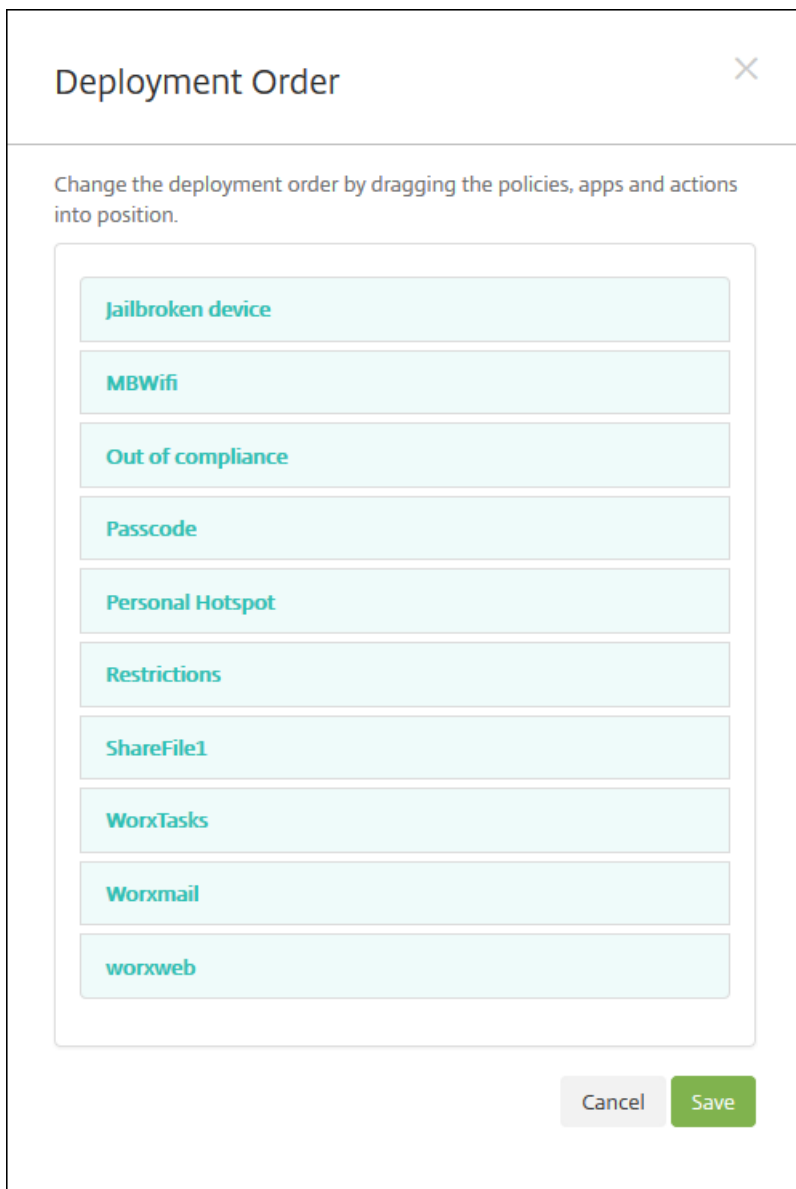 Deployment Order
Change the deployment order by dragging the policies, apps and actions
into position.
Jailbroken device
MBWifi
Out of compliance
Passcode
Personal Hotspot
Restrictions
ShareFile1
WorxTasks
Worxmail
worxweb
Cancel Save